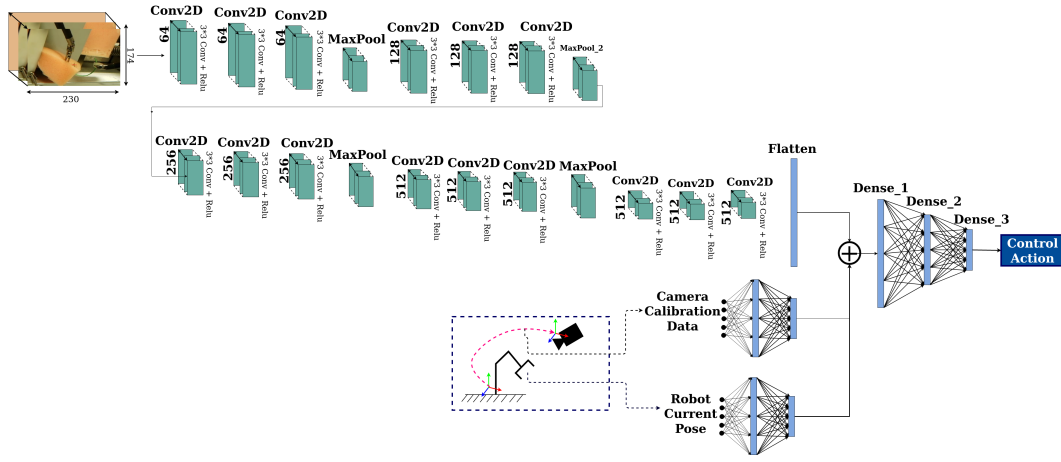 Conv2D
64
3*3 Conv + Relu
Conv2D
64
3*3 Conv + Relu
Conv2D
64
3*3 Conv + Relu
MaxPool
Conv2D
128
3*3 Conv + Relu
Conv2D
128
3*3 Conv + Relu
Conv2D
128
3*3 Conv + Relu
MaxPool_2
174
230
Conv2D
256
3*3 Conv + Relu
Conv2D
256
3*3 Conv + Relu
Conv2D
256
3*3 Conv + Relu
MaxPool
Conv2D
512
3*3 Conv + Relu
Conv2D
512
3*3 Conv + Relu
Conv2D
512
3*3 Conv + Relu
MaxPool
Conv2D
512
3*3 Conv + Relu
Conv2D
512
3*3 Conv + Relu
Conv2D
512
3*3 Conv + Relu
Flatten
Dense_1
Dense_2
Dense_3
Control
Action
Camera
Calibration
Data
Robot
Current
Pose